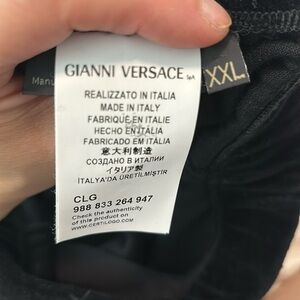 Manu
GIANNI VERSACE SpA
XXL
REALIZZATO IN ITALIA
MADE IN ITALY
FABRIQUÉ EN ITALIE
HECHO EN ITALIA
FABRICADO EM ITÁLIA
意大利制造
СОЗДАНО В ИТАЛИИ
イタリア製
İTALYA'DA ÜRETİLMİŞTİR
CLG
988 833 264 947
Check the authenticity
of this product on
WWW.CERTILOGO.COM